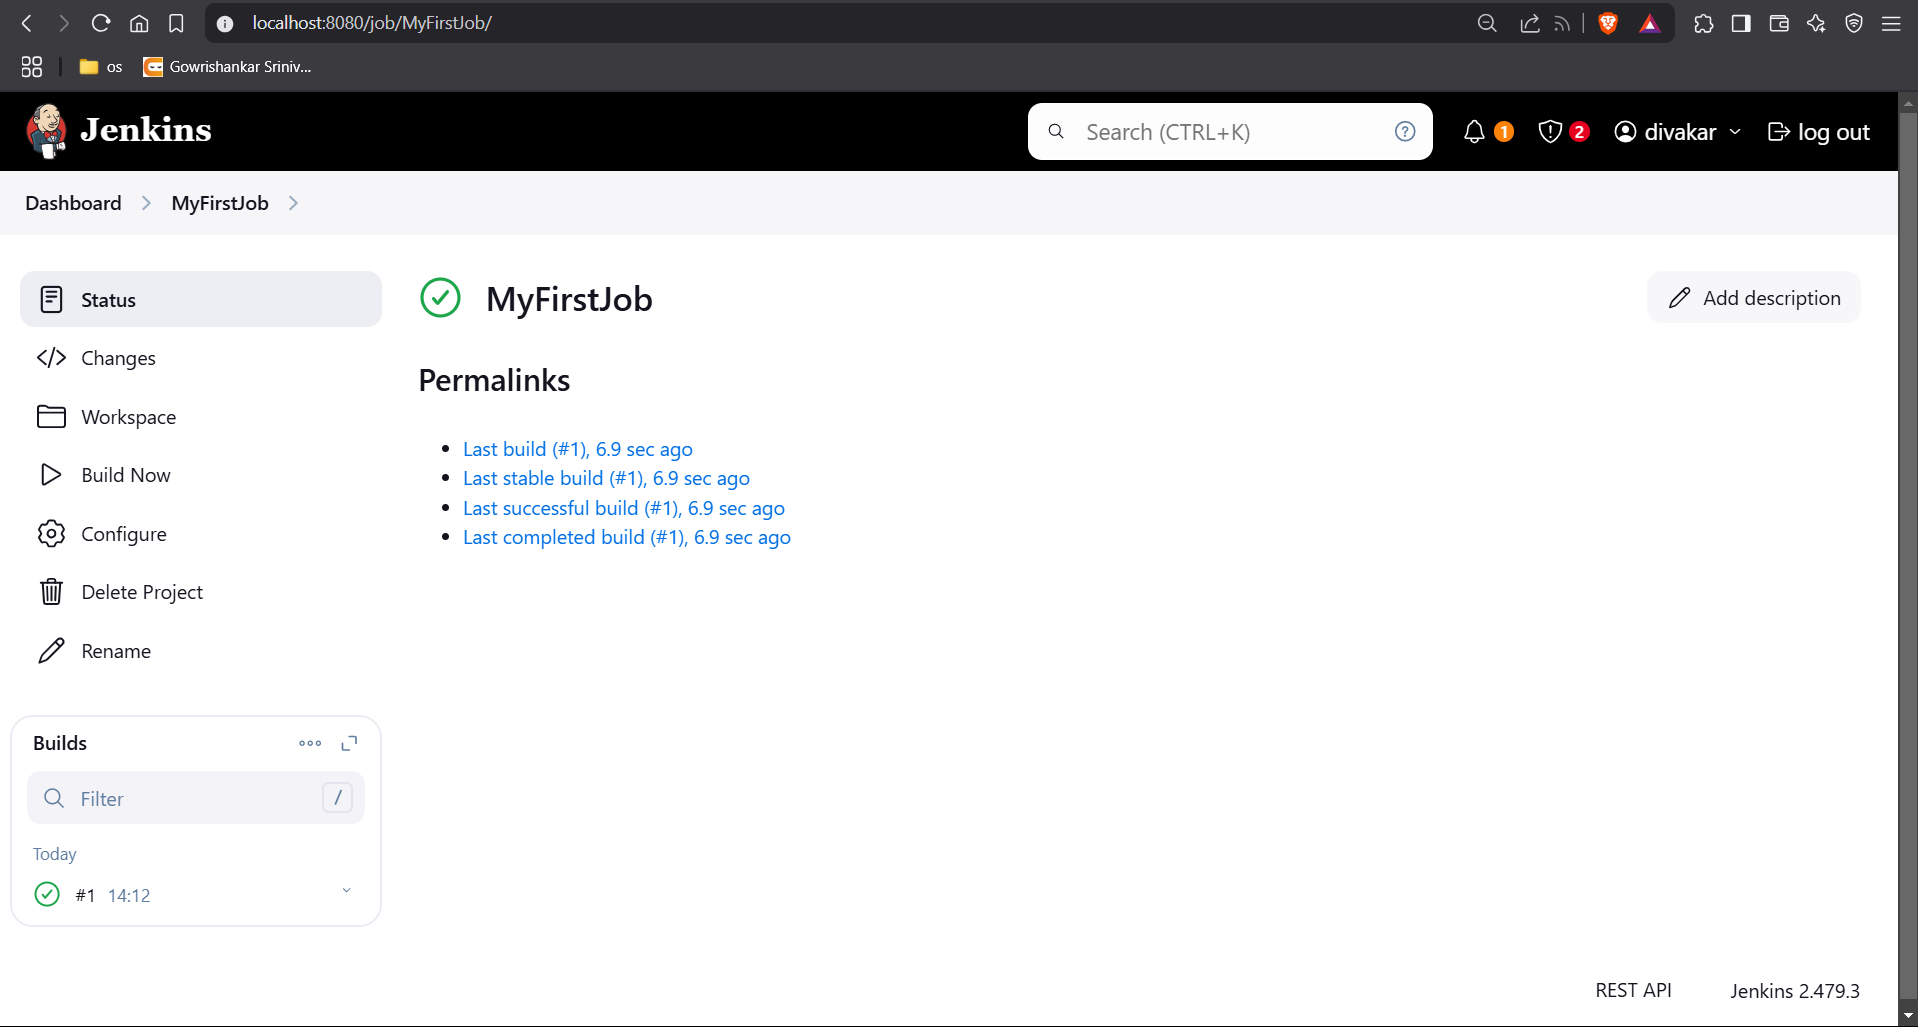 localhost:8080/job/MyFirstJob/
os
Gowrishankar Sriniv...
Jenkins
Search (CTRL+K)
?
1
2
divakar
log out
Dashboard
MyFirstJob
Status
MyFirstJob
Add description
Changes
Permalinks
Workspace
Last build (#1), 6.9 sec ago
Last stable build (#1), 6.9 sec ago
Last successful build (#1), 6.9 sec ago
Last completed build (#1), 6.9 sec ago
Build Now
Configure
Delete Project
Rename
Builds
Filter
/
Today
#1 14:12
REST API
Jenkins 2.479.3